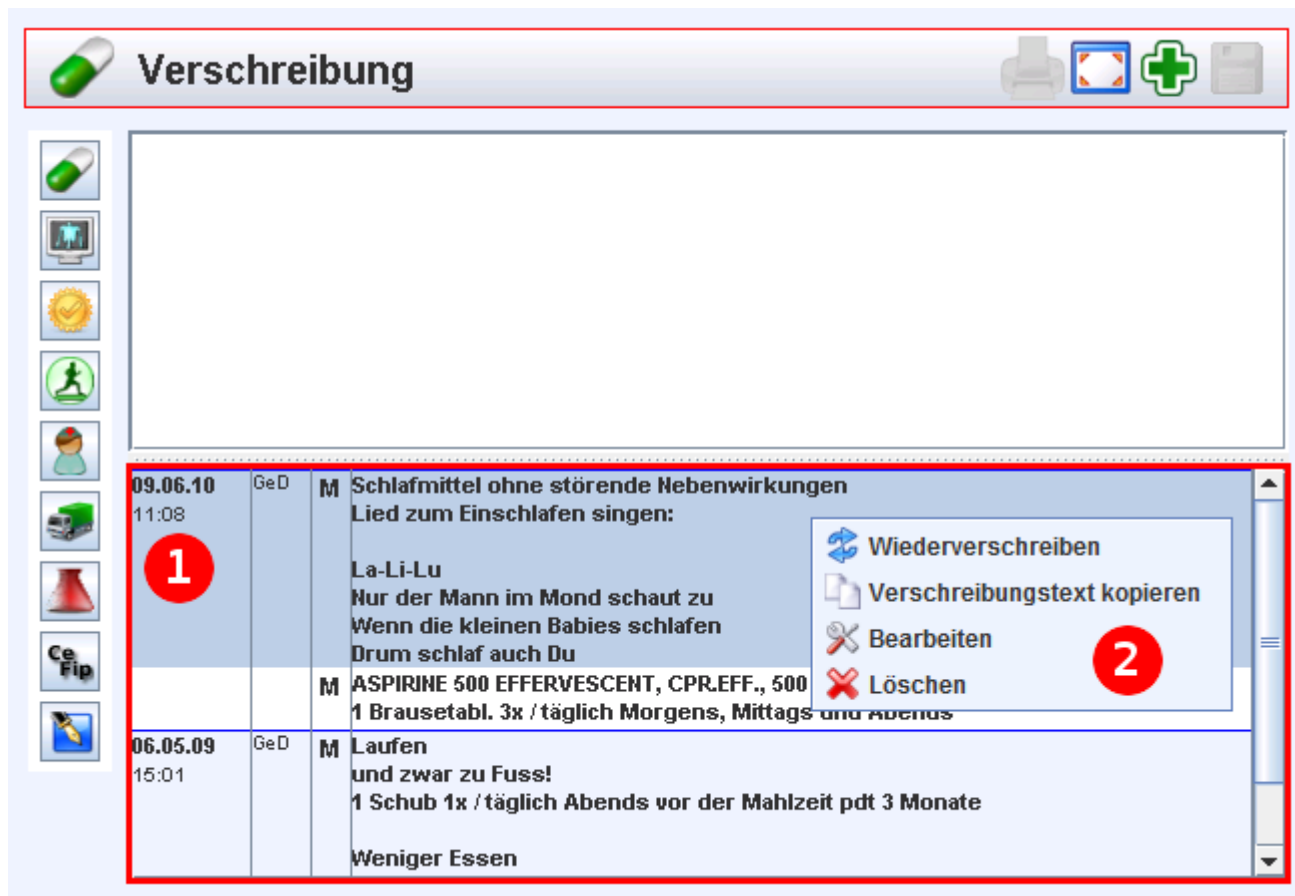 Verschreibung
Ce
Fip
09.06.10 GeD M Schlafmittel ohne störende Nebenwirkungen
11:08 Lied zum Einschlafen singen:
1
La-Li-Lu
Nur der Mann im Mond schaut zu
Wenn die kleinen Babies schlafen
Drum schlaf auch Du
Wiederverschreiben
Verschreibungstext kopieren
Bearbeiten
2
Löschen
M ASPIRINE 500 EFFERVESCENT, CPR.EFF., 500
1 Brausetabl. 3x / täglich Morgens, Mittags und Abends
06.05.09 GeD M Laufen
15:01 und zwar zu Fuss!
1 Schub 1x / täglich Abends vor der Mahlzeit pdt 3 Monate
Weniger Essen